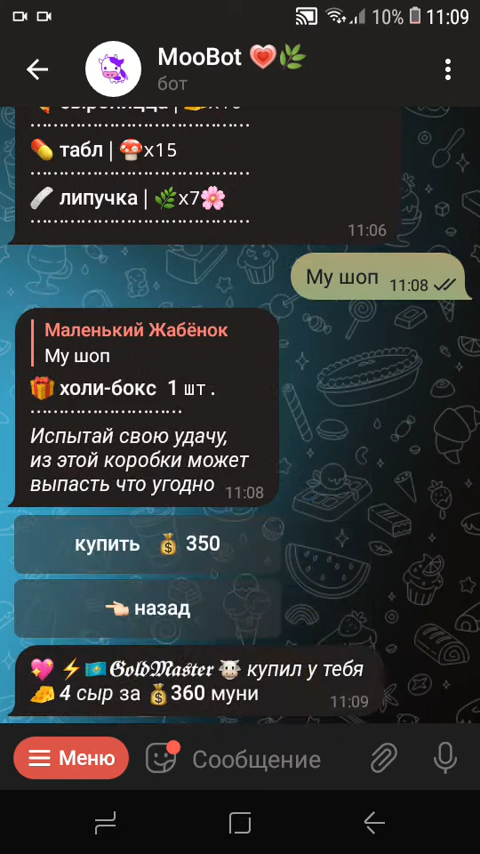 10% 11:09
MooBot 💗🌿
бот
x10
💊 табл | 🍄x15
🩹 липучка | 🌿x7🌸
11:06
Му шоп 11:08
Маленький Жабёнок
Му шоп
🎁 холи-бокс 1 шт.
Испытай свою удачу,
из этой коробки может
выпасть что угодно 11:08
купить 💰 350
👈🏻 назад
💖 ⚡🇰🇿𝕲𝖔𝖑𝖉𝕸𝖆𝖘𝖙𝖊𝖗 🐮 купил у тебя
🧀 4 сыр за 💰360 муни
11:09
Меню Сообщение